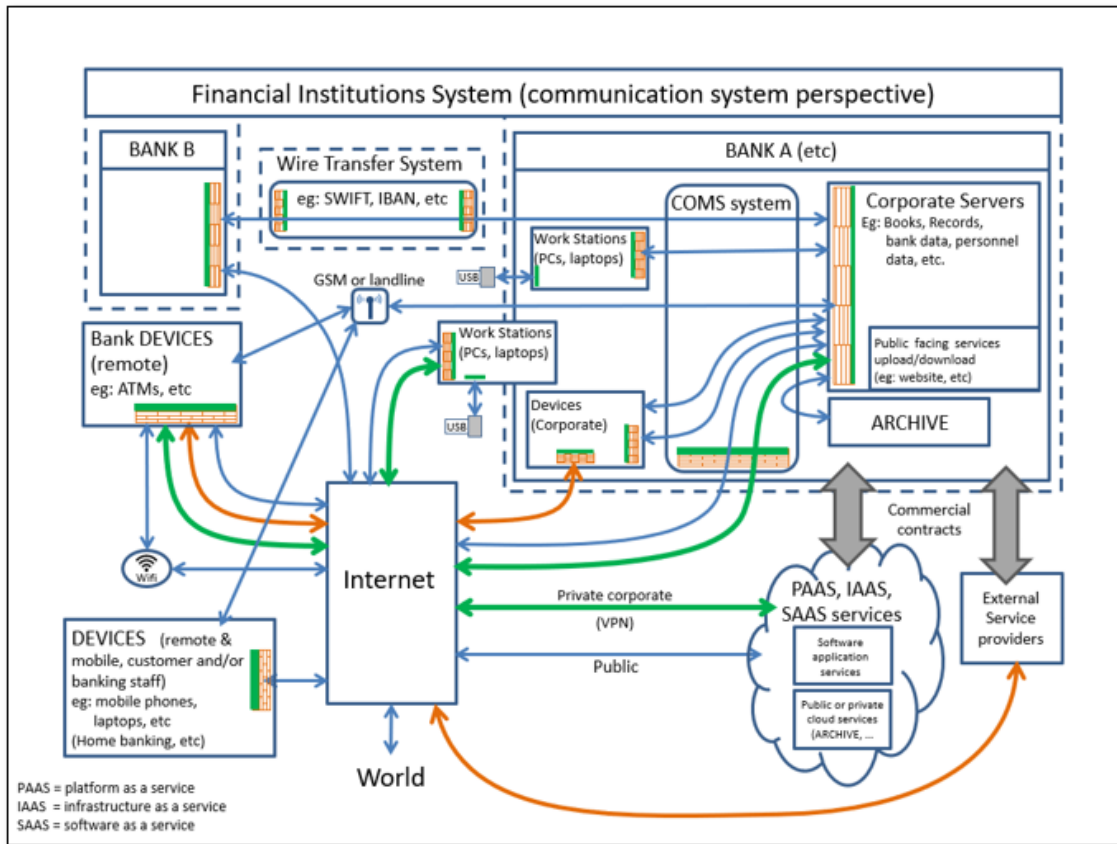 Financial Institutions System (communication system perspective)
BANK B
Wire Transfer System
eg: SWIFT, IBAN, etc
BANK A (etc)
COMS system
Corporate Servers
Eg: Books, Records,
bank data, personnel
data, etc.
Work Stations
(PCs, laptops)
USB
GSM or landline
Bank DEVICES
(remote)
eg: ATMs, etc
Work Stations
(PCs, laptops)
USB
Public facing services
upload/download
(eg: website, etc)
Devices
(Corporate)
ARCHIVE
Commercial
contracts
Wifi
Internet
PAAS, IAAS,
SAAS services
Software
application
services
Public or private
cloud services
(ARCHIVE, ...
External
Service
providers
Private corporate
(VPN)
Public
DEVICES (remote &
mobile, customer and/or
banking staff)
eg: mobile phones,
laptops, etc
(Home banking, etc)
World
PAAS = platform as a service
IAAS = infrastructure as a service
SAAS = software as a service